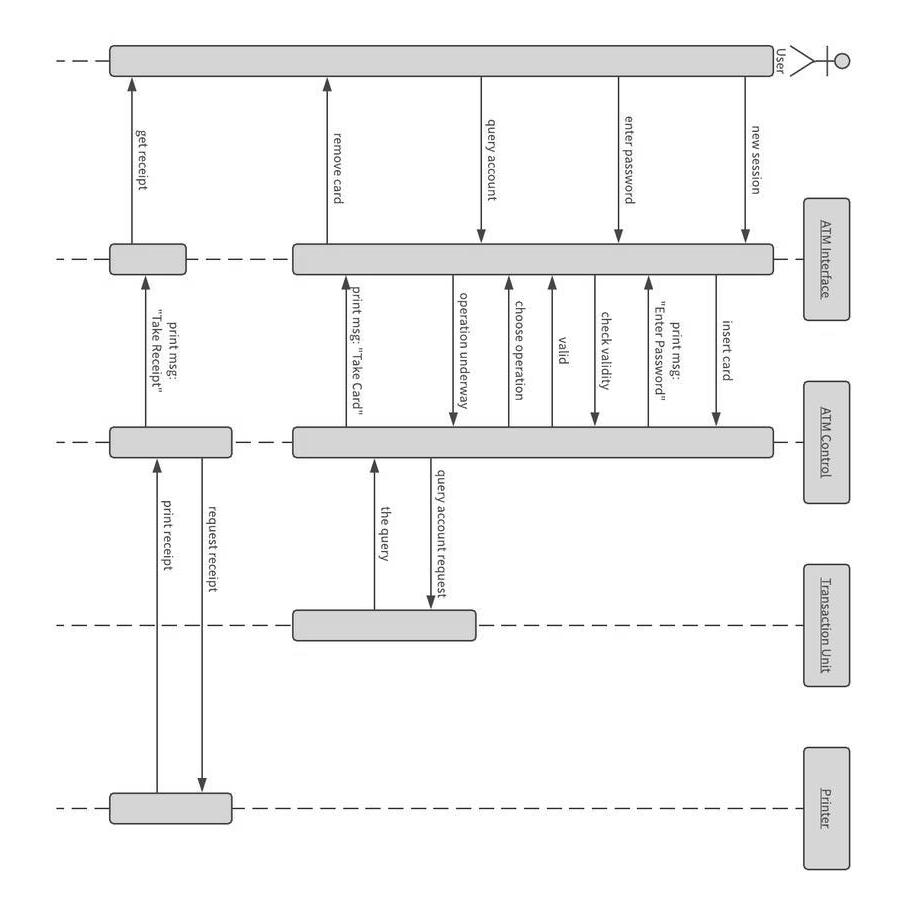 User
ATM Interface
ATM Control
Transaction Unit
Printer
new session
insert card
print msg:
"Enter Password"
enter password
check validity
valid
choose operation
query account
operation underway
query account request
the query
print msg: "Take Card"
remove card
request receipt
print receipt
print msg:
"Take Receipt"
get receipt